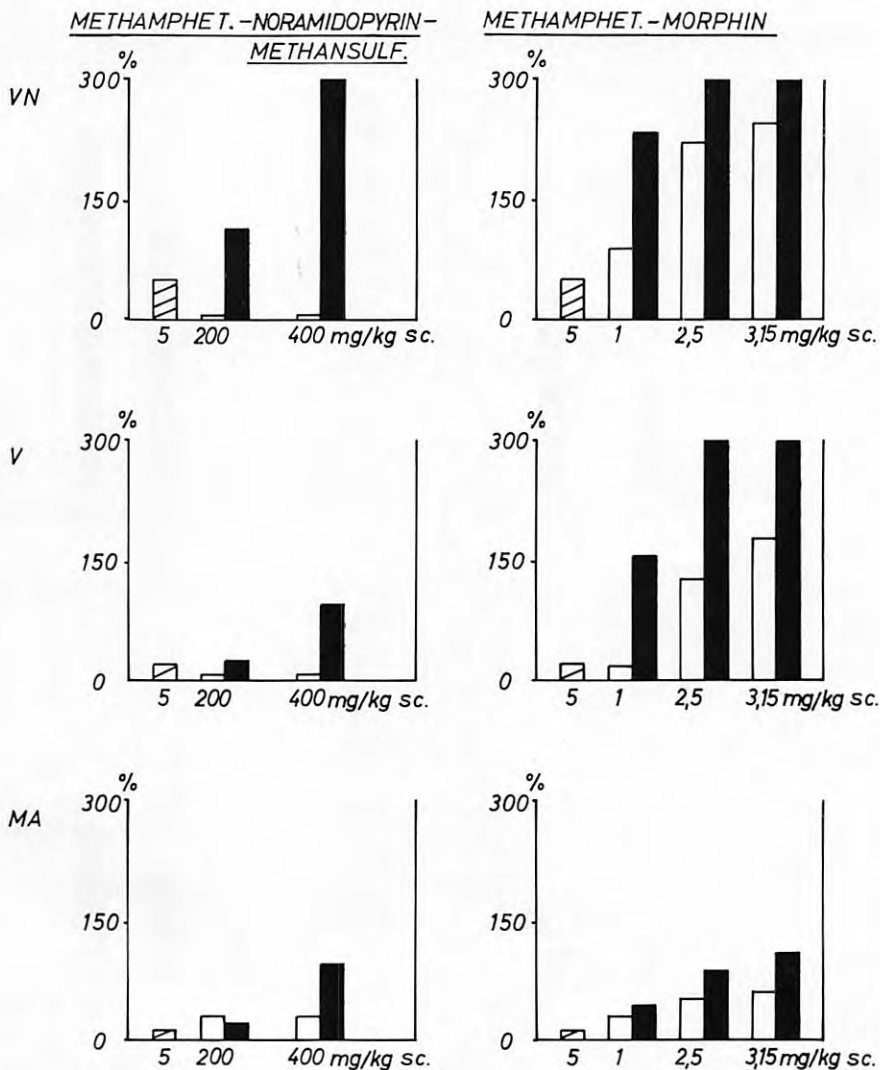 METHAMPHET.-NORAMIDOPYRIN-
METHANSULF.
METHAMPHET.-MORPHIN
VN
%
300
150
0
5 200 400 mg/kg sc.
%
300
150
0
5 1 2,5 3,15 mg/kg sc.
V
%
300
150
0
5 200 400 mg/kg sc.
%
300
150
0
5 1 2,5 3,15 mg/kg sc.
MA
%
300
150
0
5 200 400 mg/kg sc.
%
300
150
0
5 1 2,5 3,15 mg/kg sc.